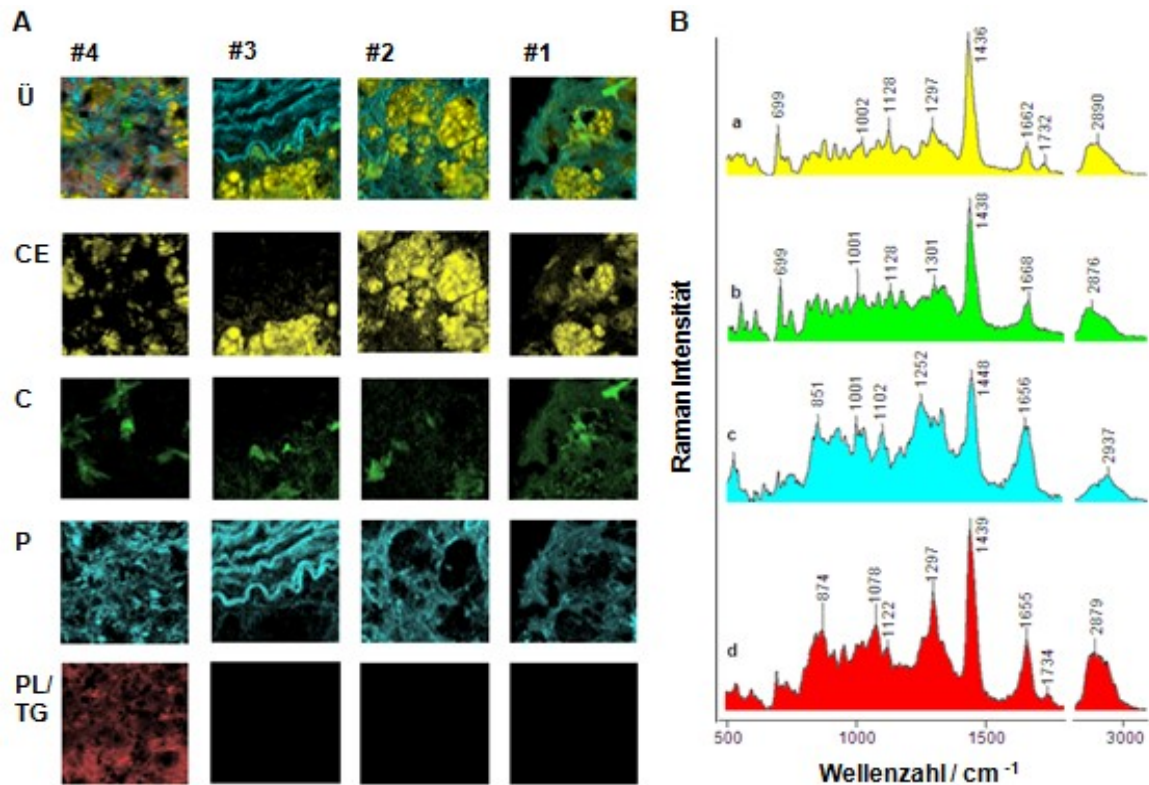 A
#4 #3 #2 #1
Ü
CE
C
P
PL/
TG
B
Raman Intensität
a
699
1002
1128
1297
1436
1662
1732
2890
b
699
1001
1128
1301
1438
1668
2876
c
851
1001
1102
1252
1448
1656
2937
d
874
1078
1122
1297
1439
1655
1734
2879
500 1000 1500 3000
Wellenzahl / cm -1